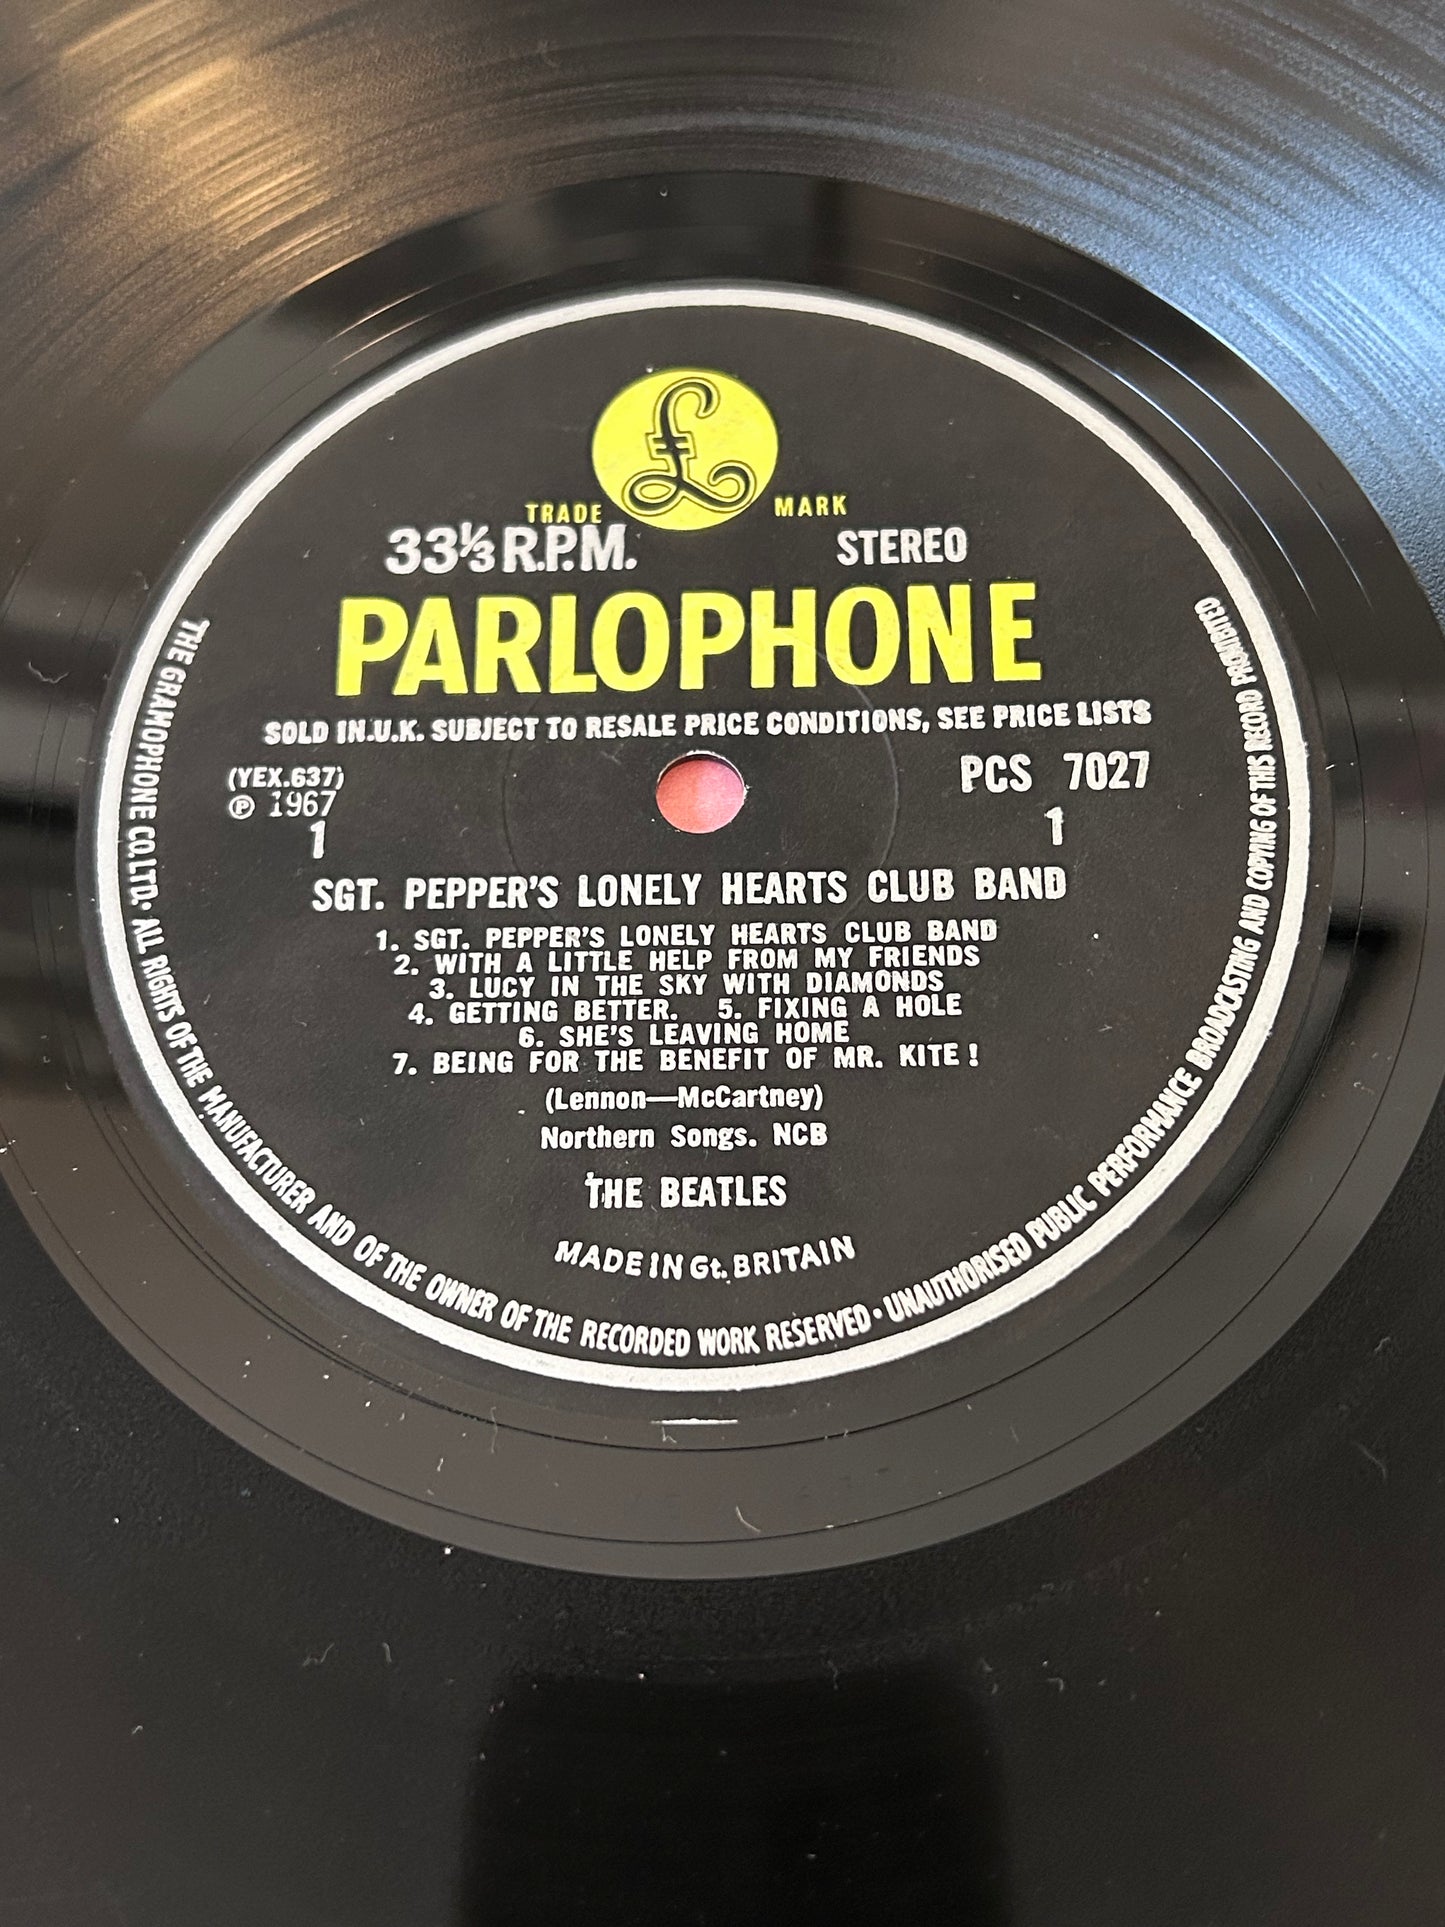 £
TRADE MARK
33⅓ R.P.M. STEREO
PARLOPHONE
SOLD IN U.K. SUBJECT TO RESALE PRICE CONDITIONS, SEE PRICE LISTS
(YEX.637) PCS 7027
℗ 1967
1 1
SGT. PEPPER'S LONELY HEARTS CLUB BAND
1. SGT. PEPPER'S LONELY HEARTS CLUB BAND
2. WITH A LITTLE HELP FROM MY FRIENDS
3. LUCY IN THE SKY WITH DIAMONDS
4. GETTING BETTER. 5. FIXING A HOLE
6. SHE'S LEAVING HOME
7. BEING FOR THE BENEFIT OF MR. KITE!
(Lennon—McCartney)
Northern Songs. NCB
THE BEATLES
MADE IN Gt. BRITAIN
THE GRAMOPHONE CO. LTD. • ALL RIGHTS OF THE MANUFACTURER AND OF THE OWNER OF THE RECORDED WORK RESERVED • UNAUTHORISED PUBLIC PERFORMANCE BROADCASTING AND COPYING OF THIS RECORD PROHIBITED